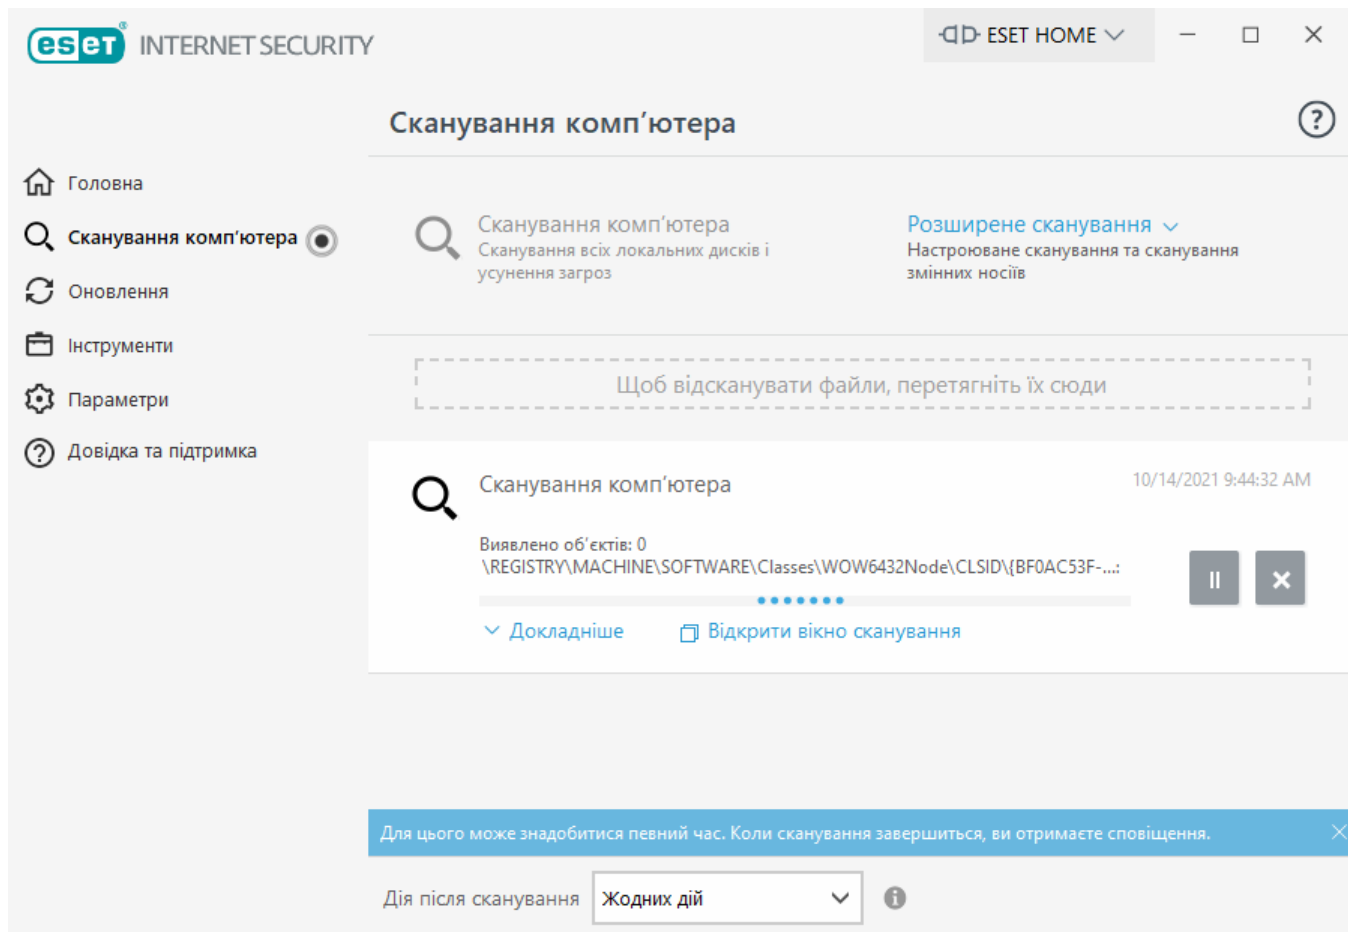 eset® INTERNET SECURITY
ESET HOME
Сканування комп'ютера
Головна
Сканування комп'ютера
Оновлення
Інструменти
Параметри
Довідка та підтримка
Сканування комп'ютера
Сканування всіх локальних дисків і
усунення загроз
Розширене сканування
Настроюване сканування та сканування
змінних носіїв
Щоб відсканувати файли, перетягніть їх сюди
Сканування комп'ютера
10/14/2021 9:44:32 AM
Виявлено об'єктів: 0
\REGISTRY\MACHINE\SOFTWARE\Classes\WOW6432Node\CLSID\{BF0AC53F-...:
Докладніше
Відкрити вікно сканування
Для цього може знадобитися певний час. Коли сканування завершиться, ви отримаєте сповіщення.
Дія після сканування
Жодних дій